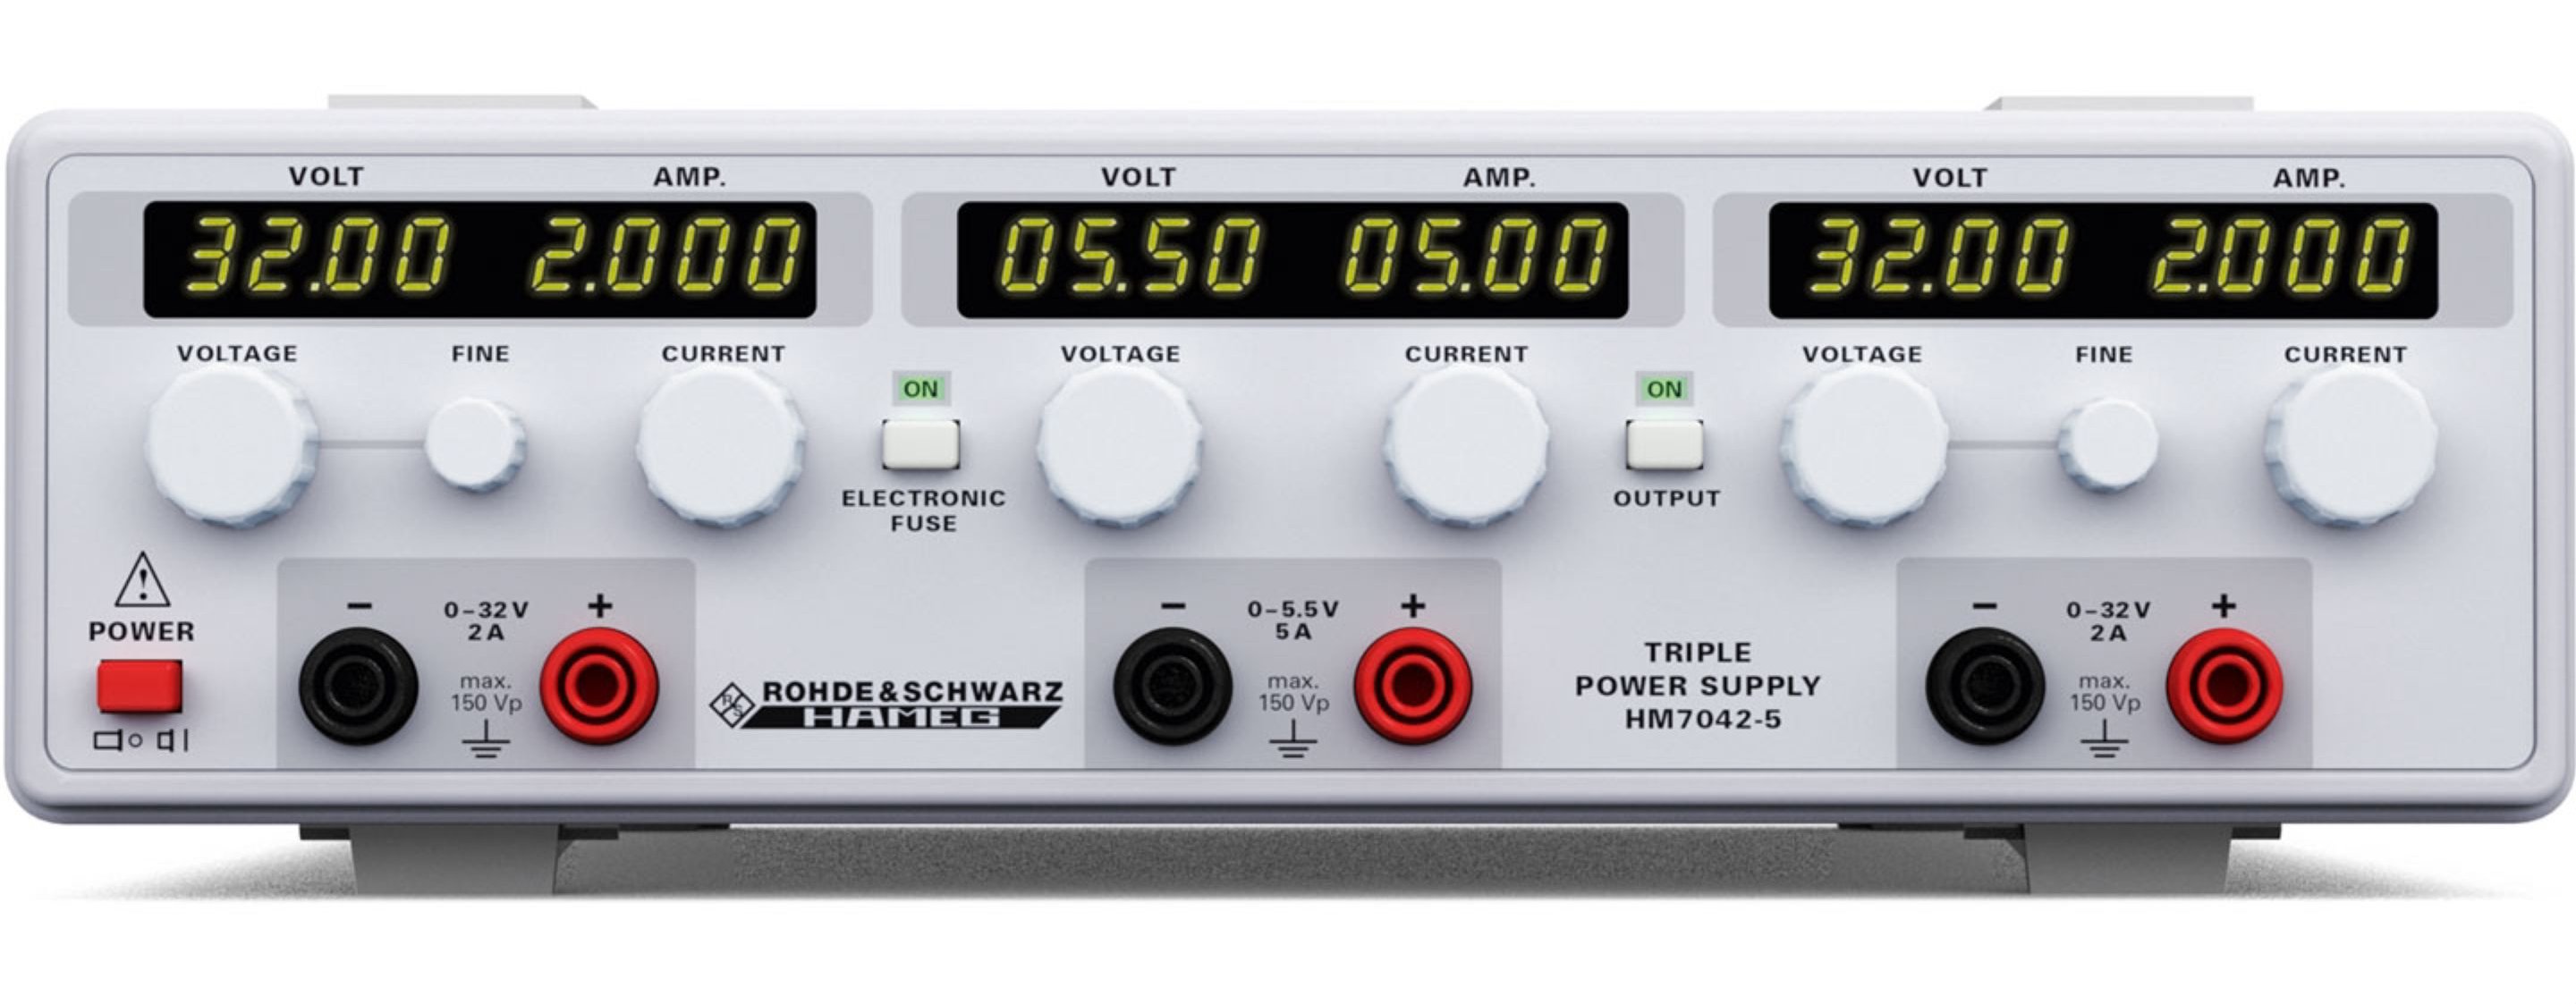 VOLT AMP. VOLT AMP. VOLT AMP.
32.00 2.000 05.50 05.00 32.00 2.000
VOLTAGE FINE CURRENT VOLTAGE CURRENT VOLTAGE FINE CURRENT
ON ON
ELECTRONIC
FUSE
OUTPUT
POWER
- 0-32 V +
2 A
max.
150 Vp
R&S
ROHDE & SCHWARZ
HAMEG
- 0-5.5 V +
5 A
max.
150 Vp
TRIPLE
POWER SUPPLY
HM7042-5
- 0-32 V +
2 A
max.
150 Vp